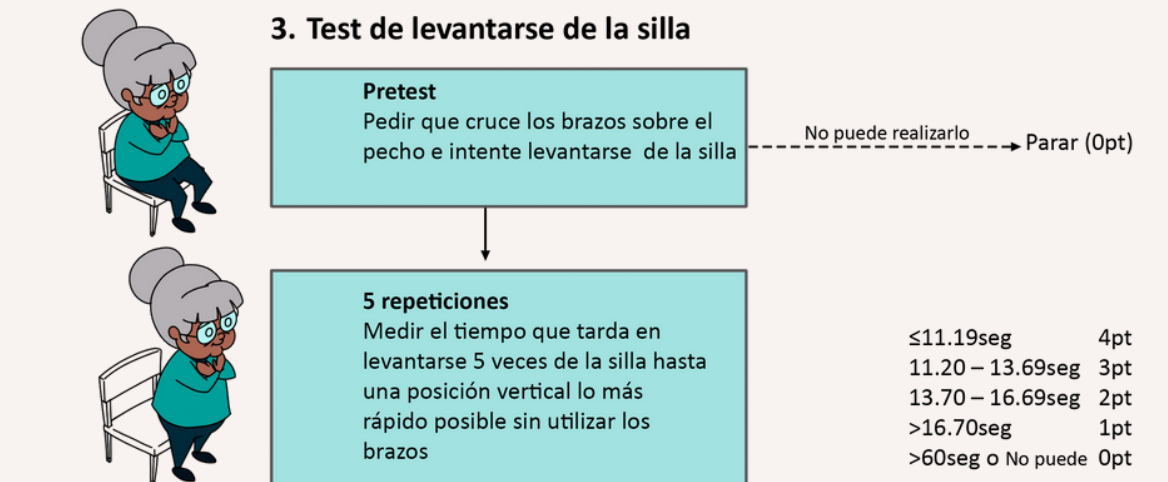 3. Test de levantarse de la silla
Pretest
Pedir que cruce los brazos sobre el
pecho e intente levantarse de la silla
No puede realizarlo
Parar (0pt)
5 repeticiones
Medir el tiempo que tarda en
levantarse 5 veces de la silla hasta
una posición vertical lo más
rápido posible sin utilizar los
brazos
≤11.19seg 4pt
11.20 – 13.69seg 3pt
13.70 – 16.69seg 2pt
>16.70seg 1pt
>60seg o No puede 0pt